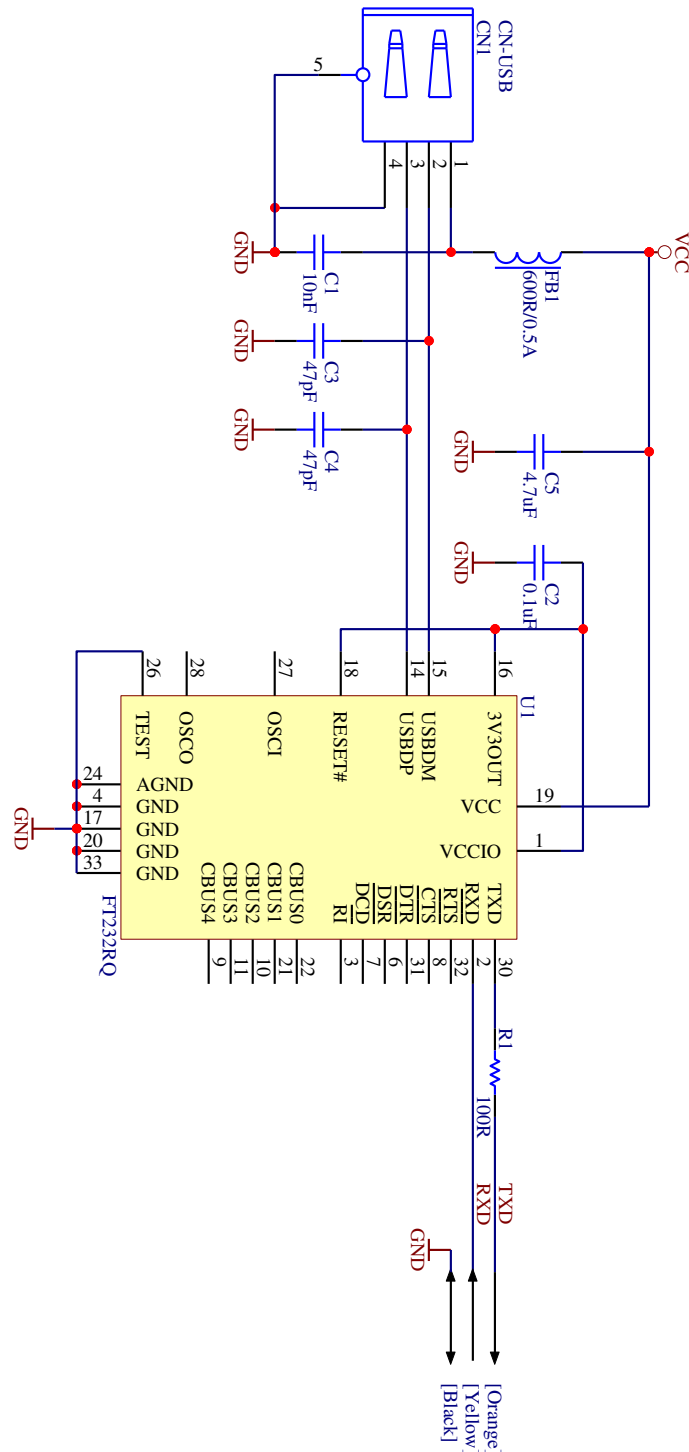 CN-USB
CN1
5
4
3
2
1
GND
C1
10nF
FB1
600R/0.5A
VCC
GND
C3
47pF
GND
C4
47pF
GND
C5
4.7uF
GND
C2
0.1uF
26
28
27
18
14
15
16
U1
TEST
OSCO
OSCI
RESET#
USBDP
USBDM
3V3OUT
24
AGND
4
GND
17
GND
20
GND
33
GND
GND
VCC
19
VCCIO
1
CBUS4
CBUS3
CBUS2
CBUS1
CBUS0
RI
DCD
DSR
DTR
CTS
RTS
RXD
TXD
FT232RQ
9
11
10
21
22
3
7
6
31
8
32
2
30
R1
100R
TXD
RXD
GND
[Orange
[Yellow
[Black]